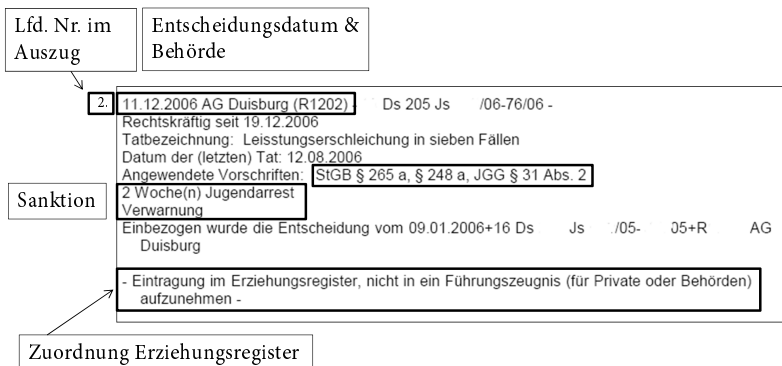 Lfd. Nr. im
Auszug
Entscheidungsdatum &
Behörde
2. 11.12.2006 AG Duisburg (R1202) - Ds 205 Js /06-76/06 -
Rechtskräftig seit 19.12.2006
Tatbezeichnung: Leisstungserschleichung in sieben Fällen
Datum der (letzten) Tat: 12.08.2006
Angewendete Vorschriften: StGB § 265 a, § 248 a, JGG § 31 Abs. 2
Sanktion
2 Woche(n) Jugendarrest
Verwarnung
Einbezogen wurde die Entscheidung vom 09.01.2006+16 Ds Js /05- 05+R AG
Duisburg
- Eintragung im Erziehungsregister, nicht in ein Führungszeugnis (für Private oder Behörden)
aufzunehmen -
Zuordnung Erziehungsregister